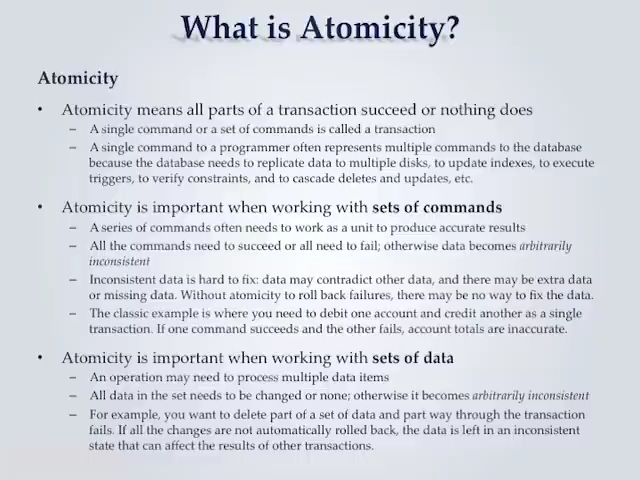 What is Atomicity?
Atomicity
• Atomicity means all parts of a transaction succeed or nothing does
– A single command or a set of commands is called a transaction
– A single command to a programmer often represents multiple commands to the database
because the database needs to replicate data to multiple disks, to update indexes, to execute
triggers, to verify constraints, and to cascade deletes and updates, etc.
• Atomicity is important when working with sets of commands
– A series of commands often needs to work as a unit to produce accurate results
– All the commands need to succeed or all need to fail; otherwise data becomes arbitrarily
inconsistent
– Inconsistent data is hard to fix: data may contradict other data, and there may be extra data
or missing data. Without atomicity to roll back failures, there may be no way to fix the data.
– The classic example is where you need to debit one account and credit another as a single
transaction. If one command succeeds and the other fails, account totals are inaccurate.
• Atomicity is important when working with sets of data
– An operation may need to process multiple data items
– All data in the set needs to be changed or none; otherwise it becomes arbitrarily inconsistent
– For example, you want to delete part of a set of data and part way through the transaction
fails. If all the changes are not automatically rolled back, the data is left in an inconsistent
state that can affect the results of other transactions.